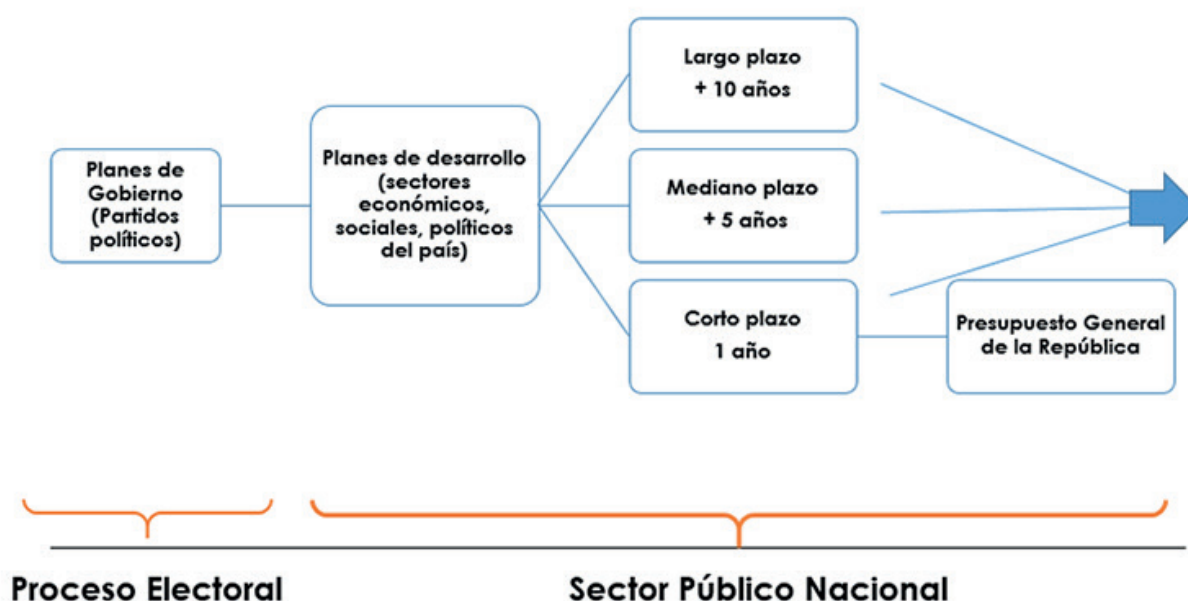 Planes de
Gobierno
(Partidos
políticos)
Planes de desarrollo
(sectores
económicos,
sociales, políticos
del país)
Largo plazo
+ 10 años
Mediano plazo
+ 5 años
Corto plazo
1 año
Presupuesto General
de la República
Proceso Electoral
Sector Público Nacional